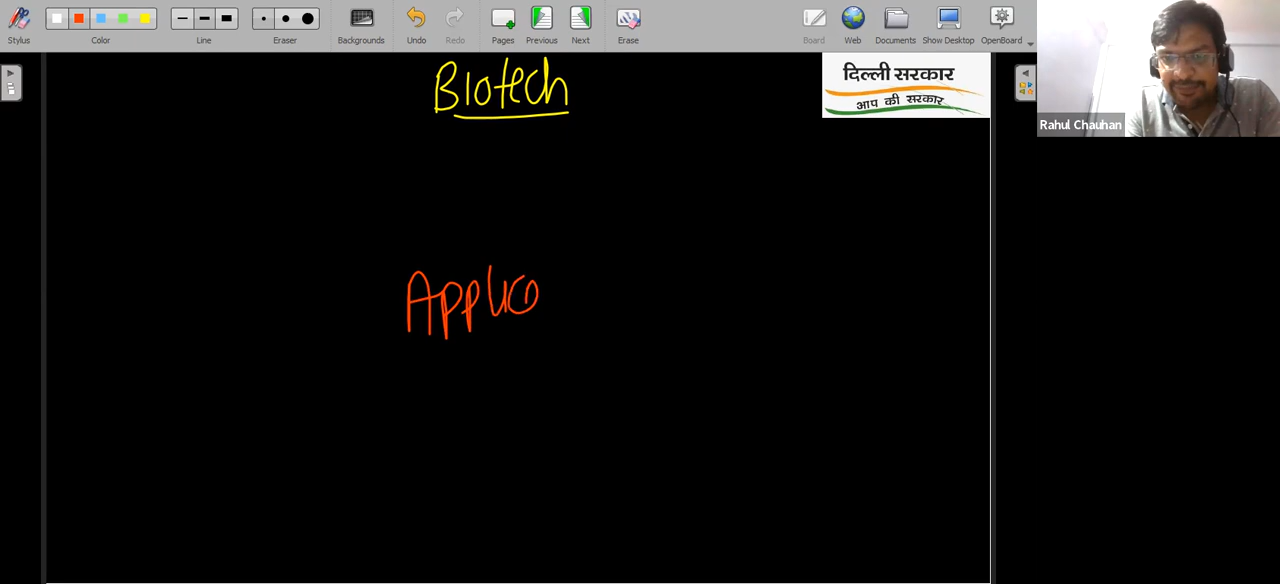 Stylus
Color
Line
Eraser
Backgrounds
Undo
Redo
Pages
Previous
Next
Erase
Board
Web
Documents
Show Desktop
OpenBoard
Biotech
दिल्ली सरकार
आप की सरकार
Rahul Chauhan
Applica